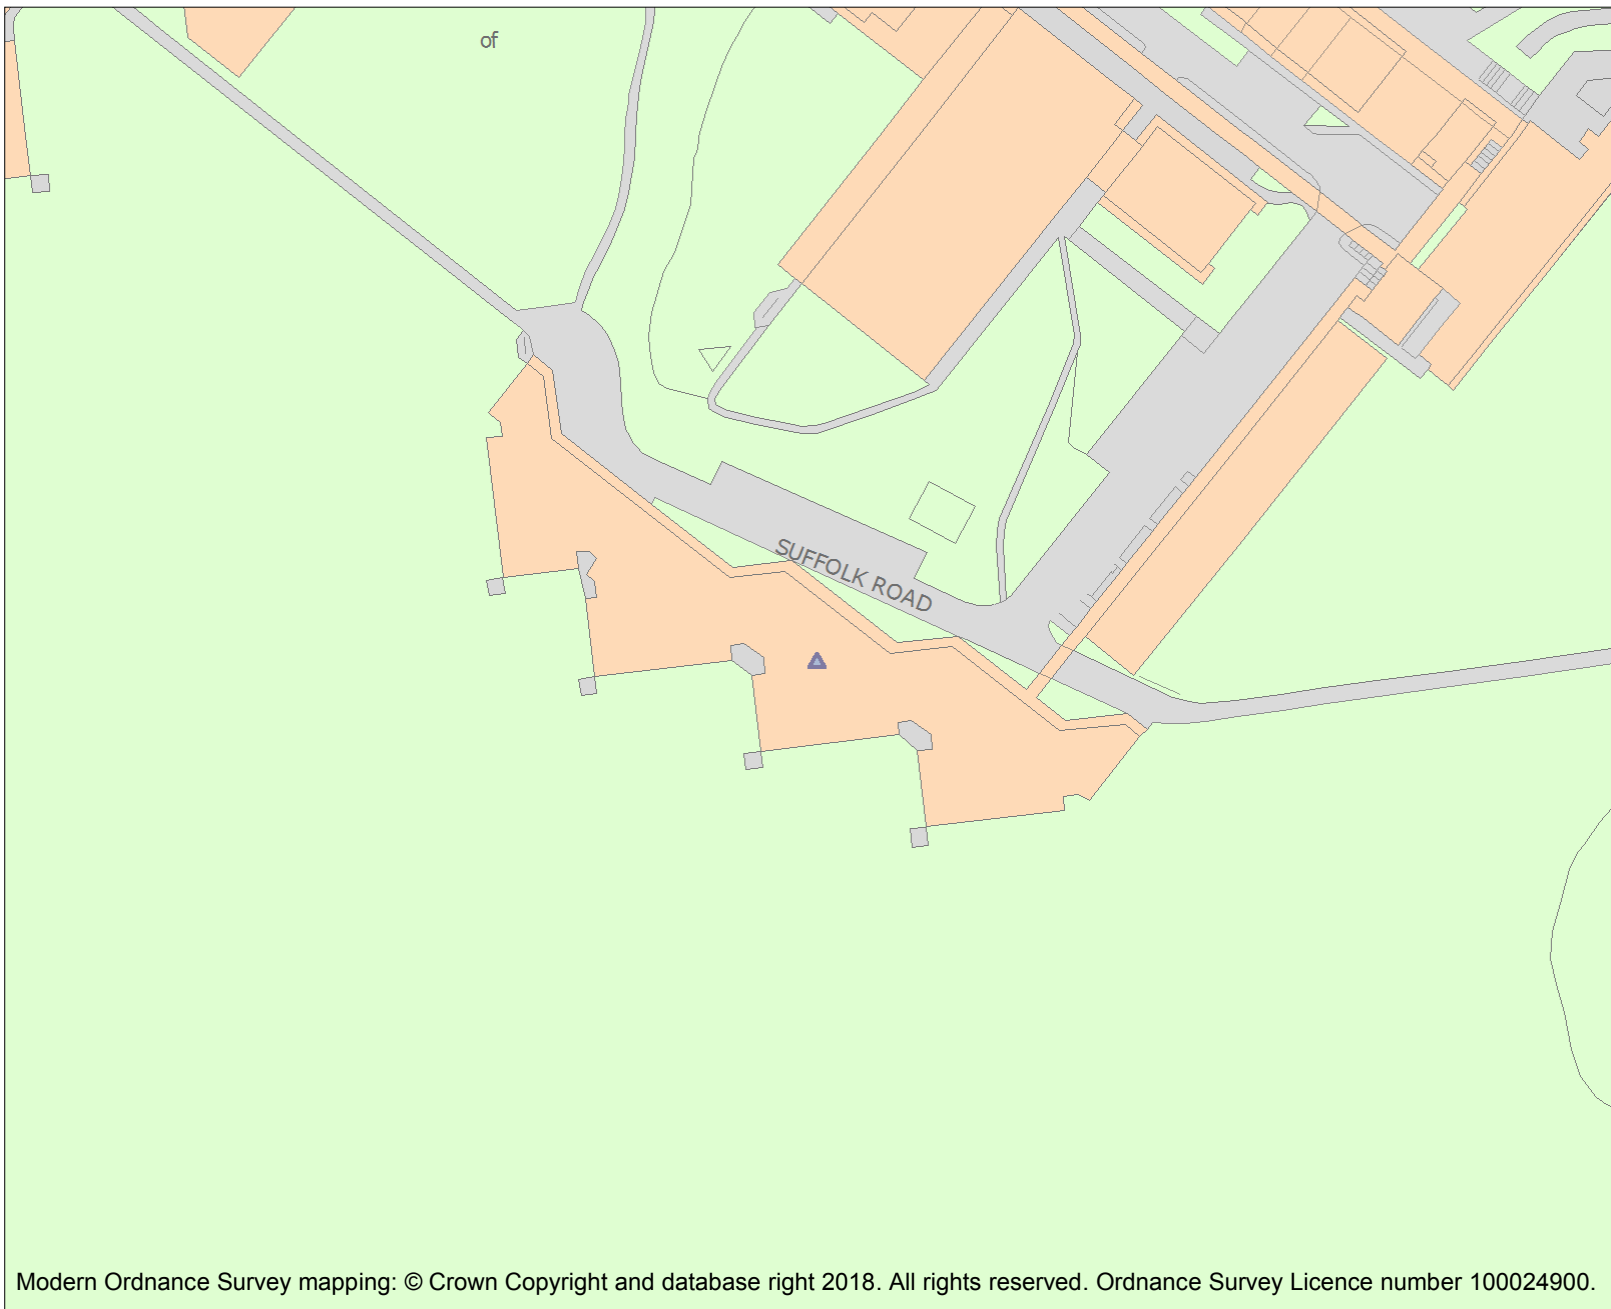 of
SUFFOLK ROAD
Modern Ordnance Survey mapping: © Crown Copyright and database right 2018. All rights reserved. Ordnance Survey Licence number 100024900.